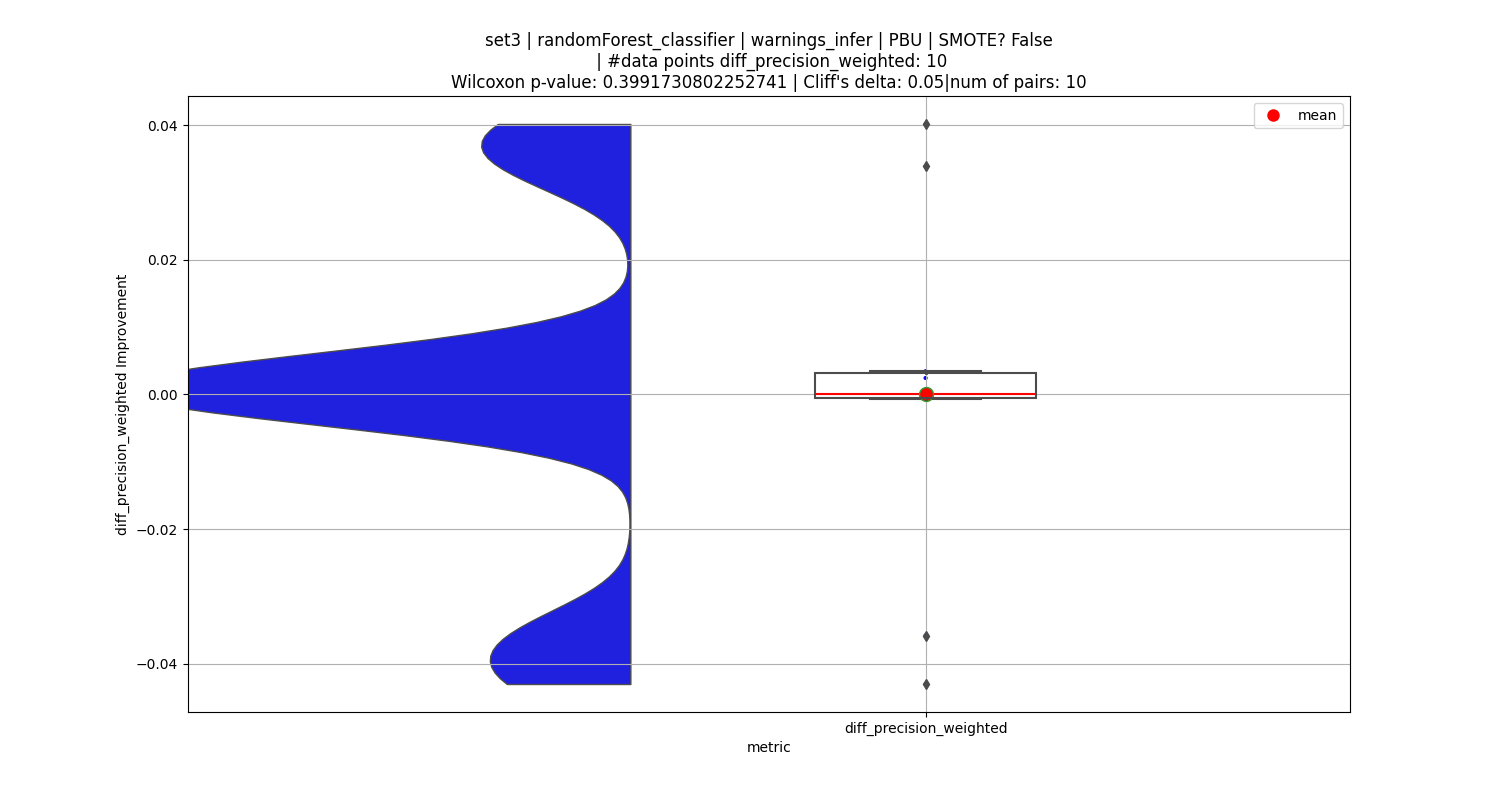 set3 | randomForest_classifier | warnings_infer | PBU | SMOTE? False
| #data points diff_precision_weighted: 10
Wilcoxon p-value: 0.3991730802252741 | Cliff's delta: 0.05|num of pairs: 10
mean
0.04
0.02
0.00
−0.02
−0.04
diff_precision_weighted Improvement
diff_precision_weighted
metric